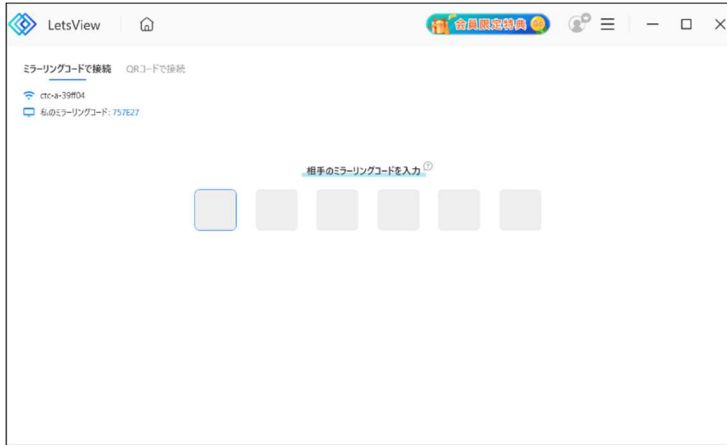 LetsView
会員限定特典
ミラーリングコードで接続 QRコードで接続
ctc-a-39ff04
私のミラーリングコード: 757E27
相手のミラーリングコードを入力